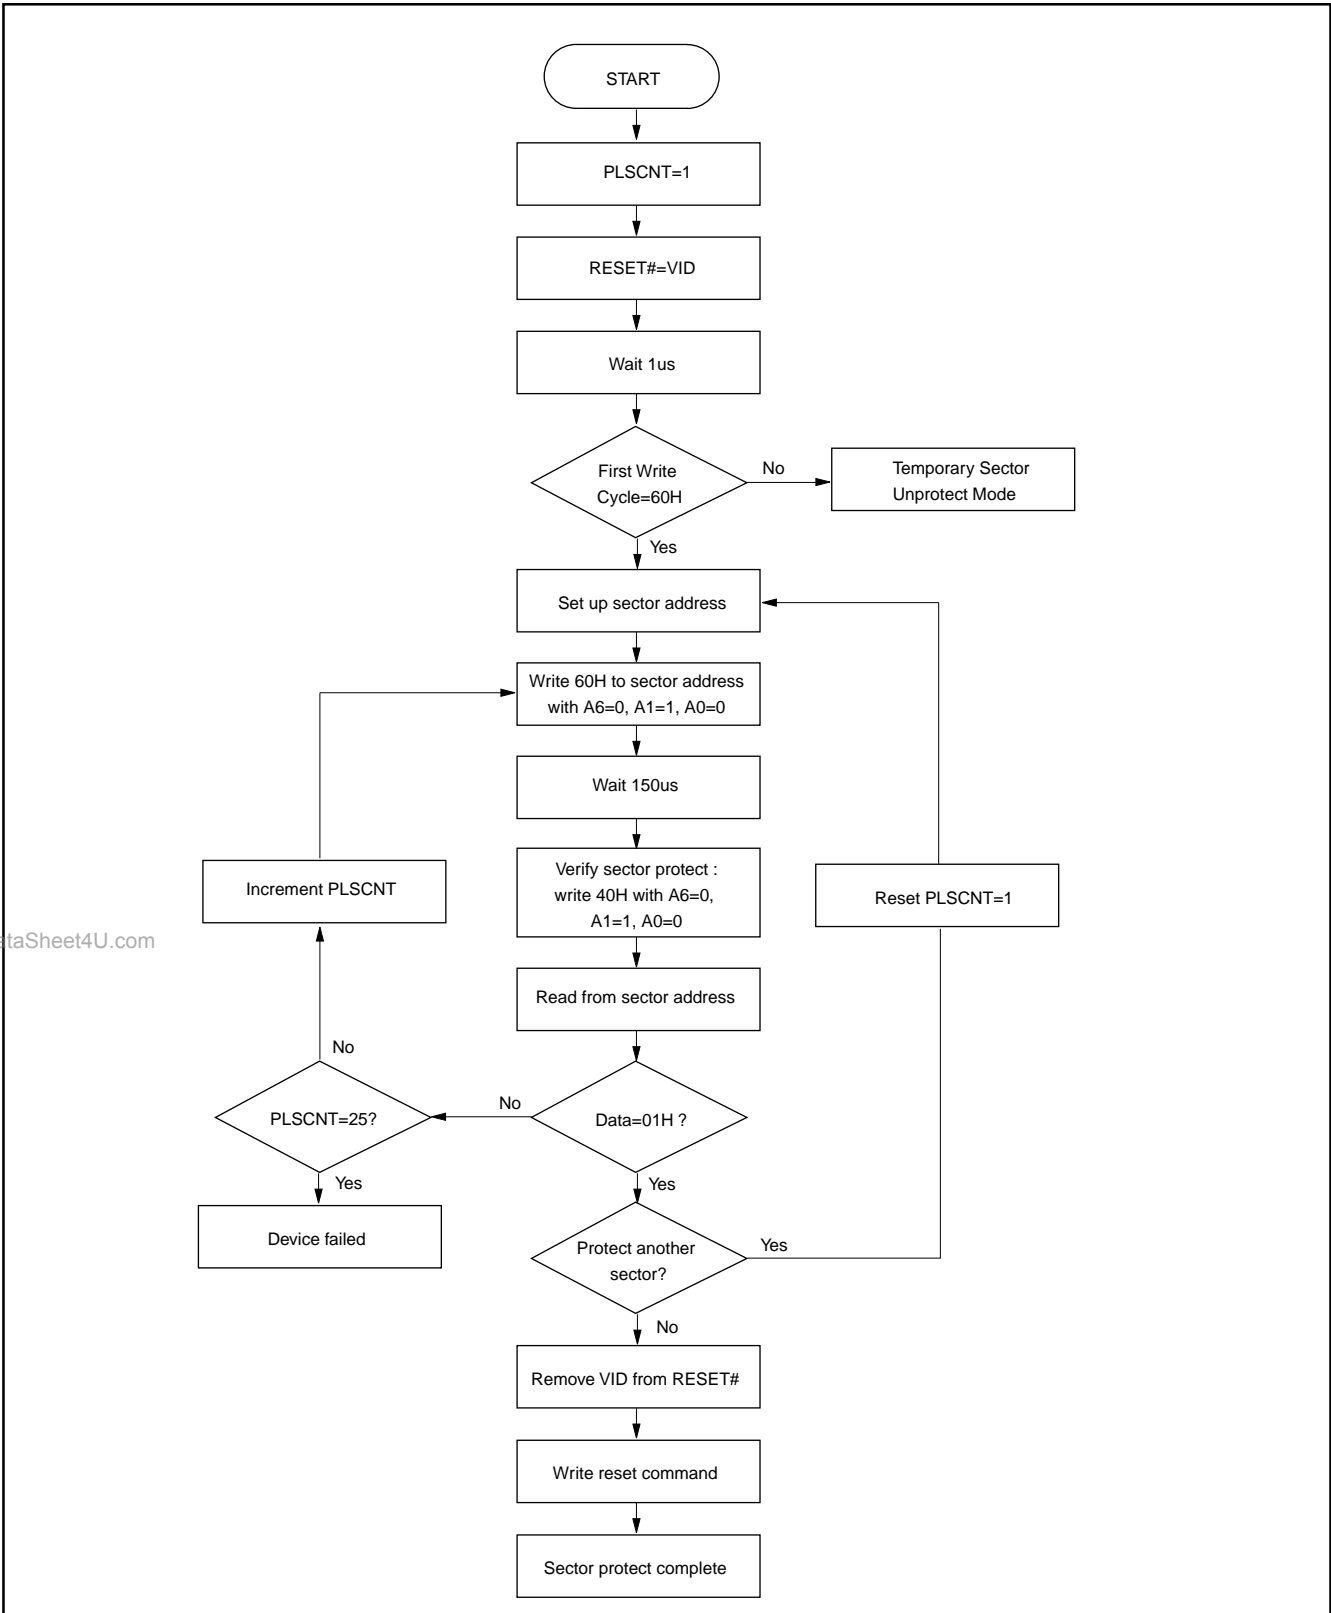 START
PLSCNT=1
RESET#=VID
Wait 1us
First Write
Cycle=60H
No
Temporary Sector
Unprotect Mode
Yes
Set up sector address
Write 60H to sector address
with A6=0, A1=1, A0=0
Wait 150us
Verify sector protect :
write 40H with A6=0,
A1=1, A0=0
Increment PLSCNT
Reset PLSCNT=1
taSheet4U.com
Read from sector address
No
PLSCNT=25?
No
Data=01H ?
Yes
Device failed
Yes
Protect another
sector?
Yes
No
Remove VID from RESET#
Write reset command
Sector protect complete